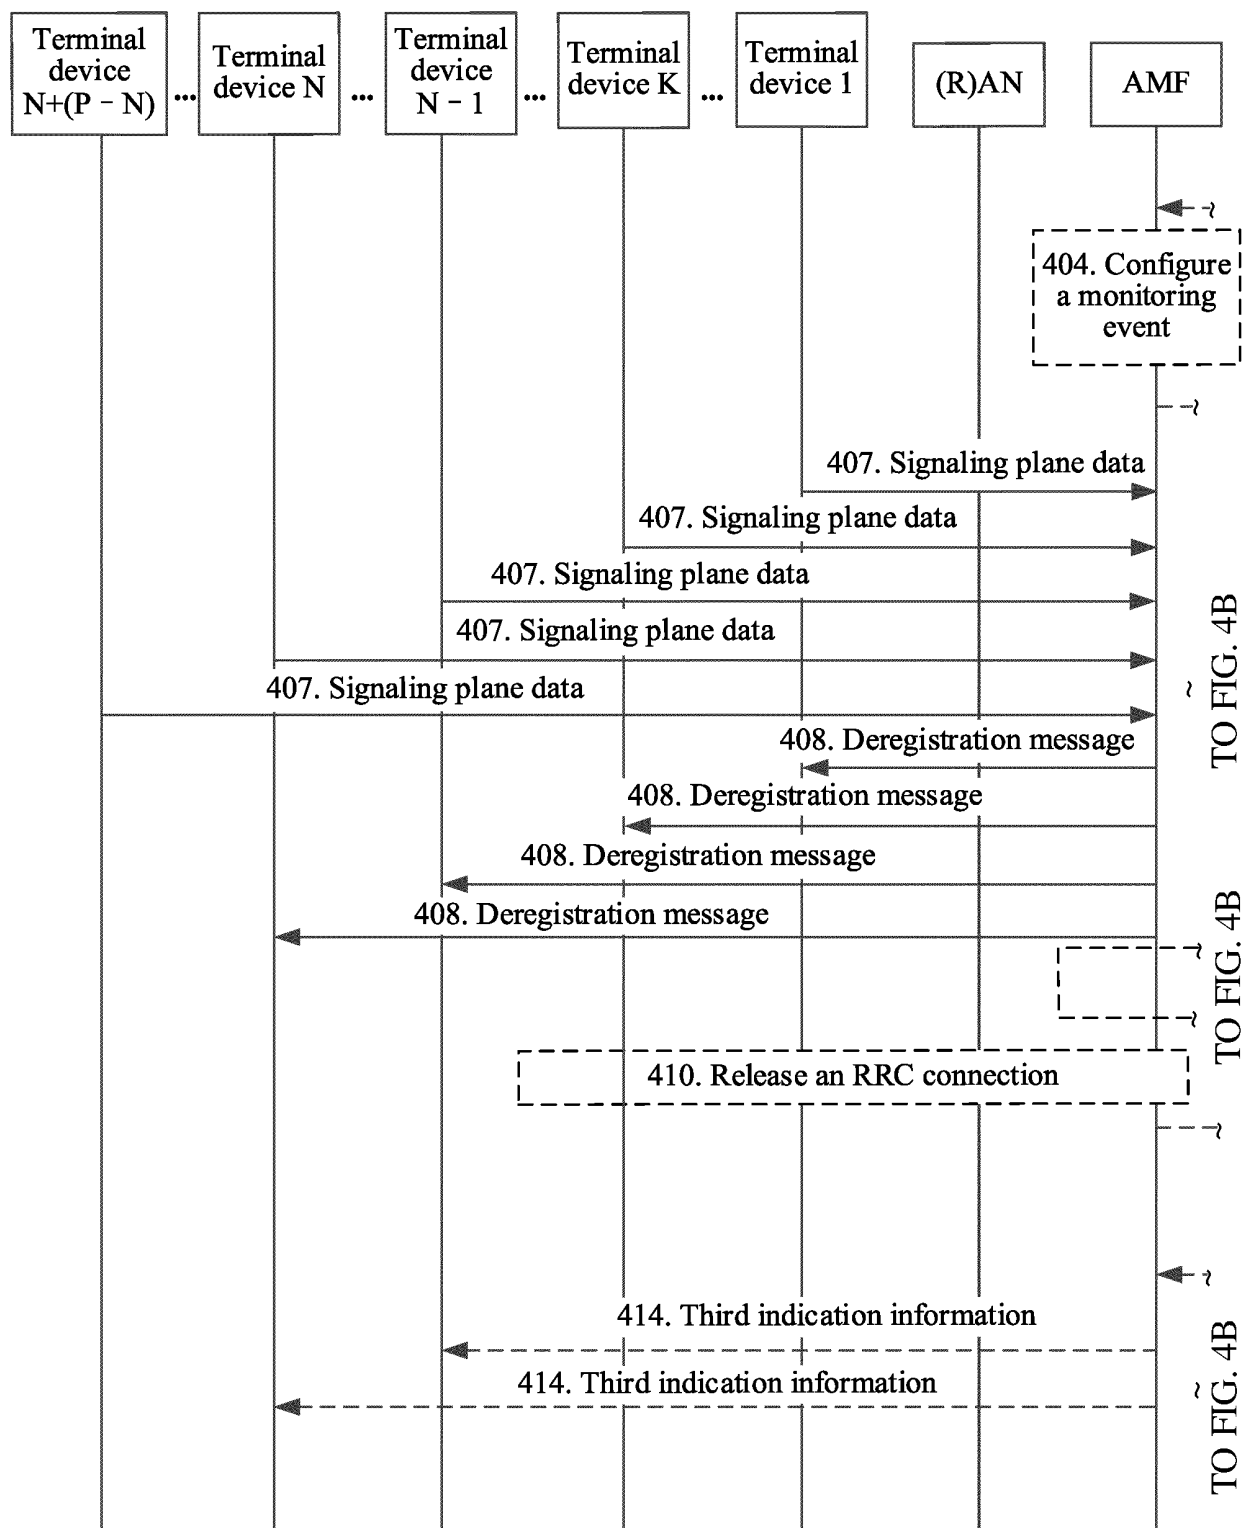 Terminal
device
N+(P - N)
...
Terminal
device N
...
Terminal
device
N - 1
...
Terminal
device K
...
Terminal
device 1
(R)AN
AMF
404. Configure
a monitoring
event
407. Signaling plane data
407. Signaling plane data
407. Signaling plane data
407. Signaling plane data
407. Signaling plane data
TO FIG. 4B
408. Deregistration message
408. Deregistration message
408. Deregistration message
408. Deregistration message
TO FIG. 4B
410. Release an RRC connection
414. Third indication information
414. Third indication information
TO FIG. 4B